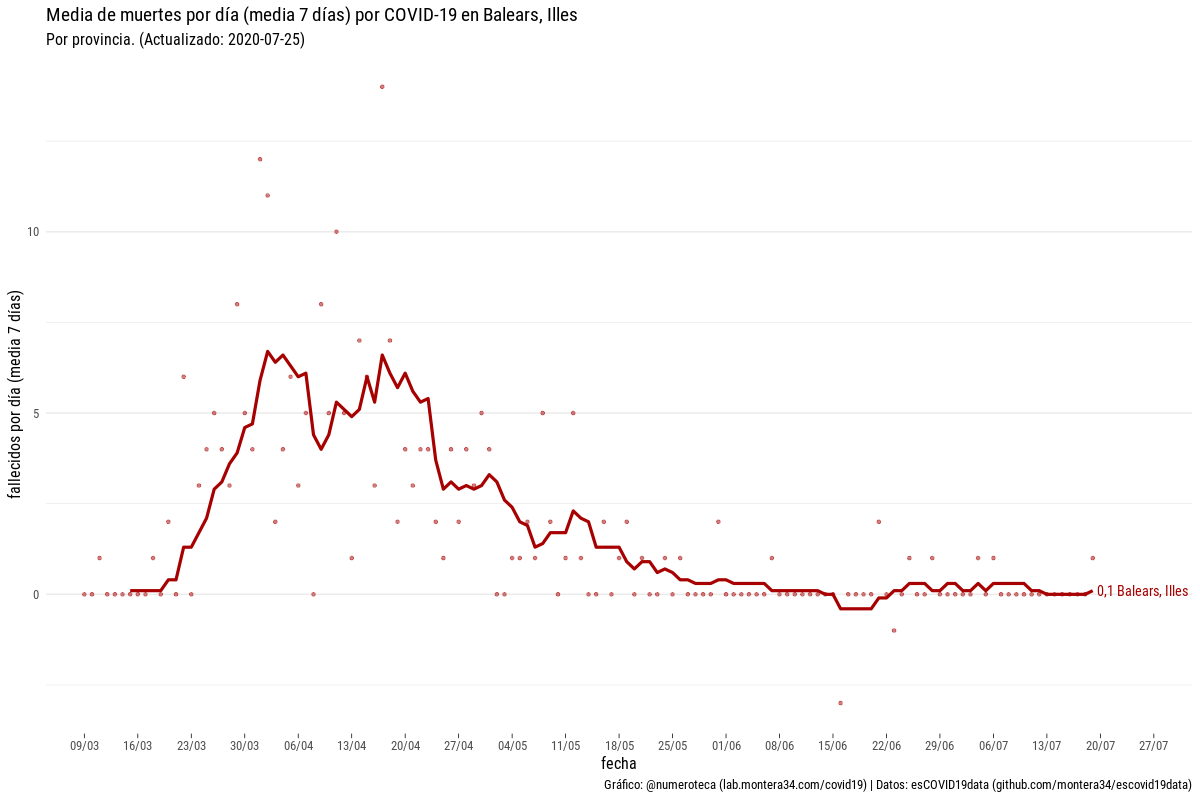 Media de muertes por día (media 7 días) por COVID-19 en Balears, Illes
Por provincia. (Actualizado: 2020-07-25)
fallecidos por día (media 7 días)
10
5
0
0,1 Balears, Illes
09/03 16/03 23/03 30/03 06/04 13/04 20/04 27/04 04/05 11/05 18/05 25/05 01/06 08/06 15/06 22/06 29/06 06/07 13/07 20/07 27/07
fecha
Gráfico: @numeroteca (lab.montera34.com/covid19) | Datos: esCOVID19data (github.com/montera34/escovid19data)